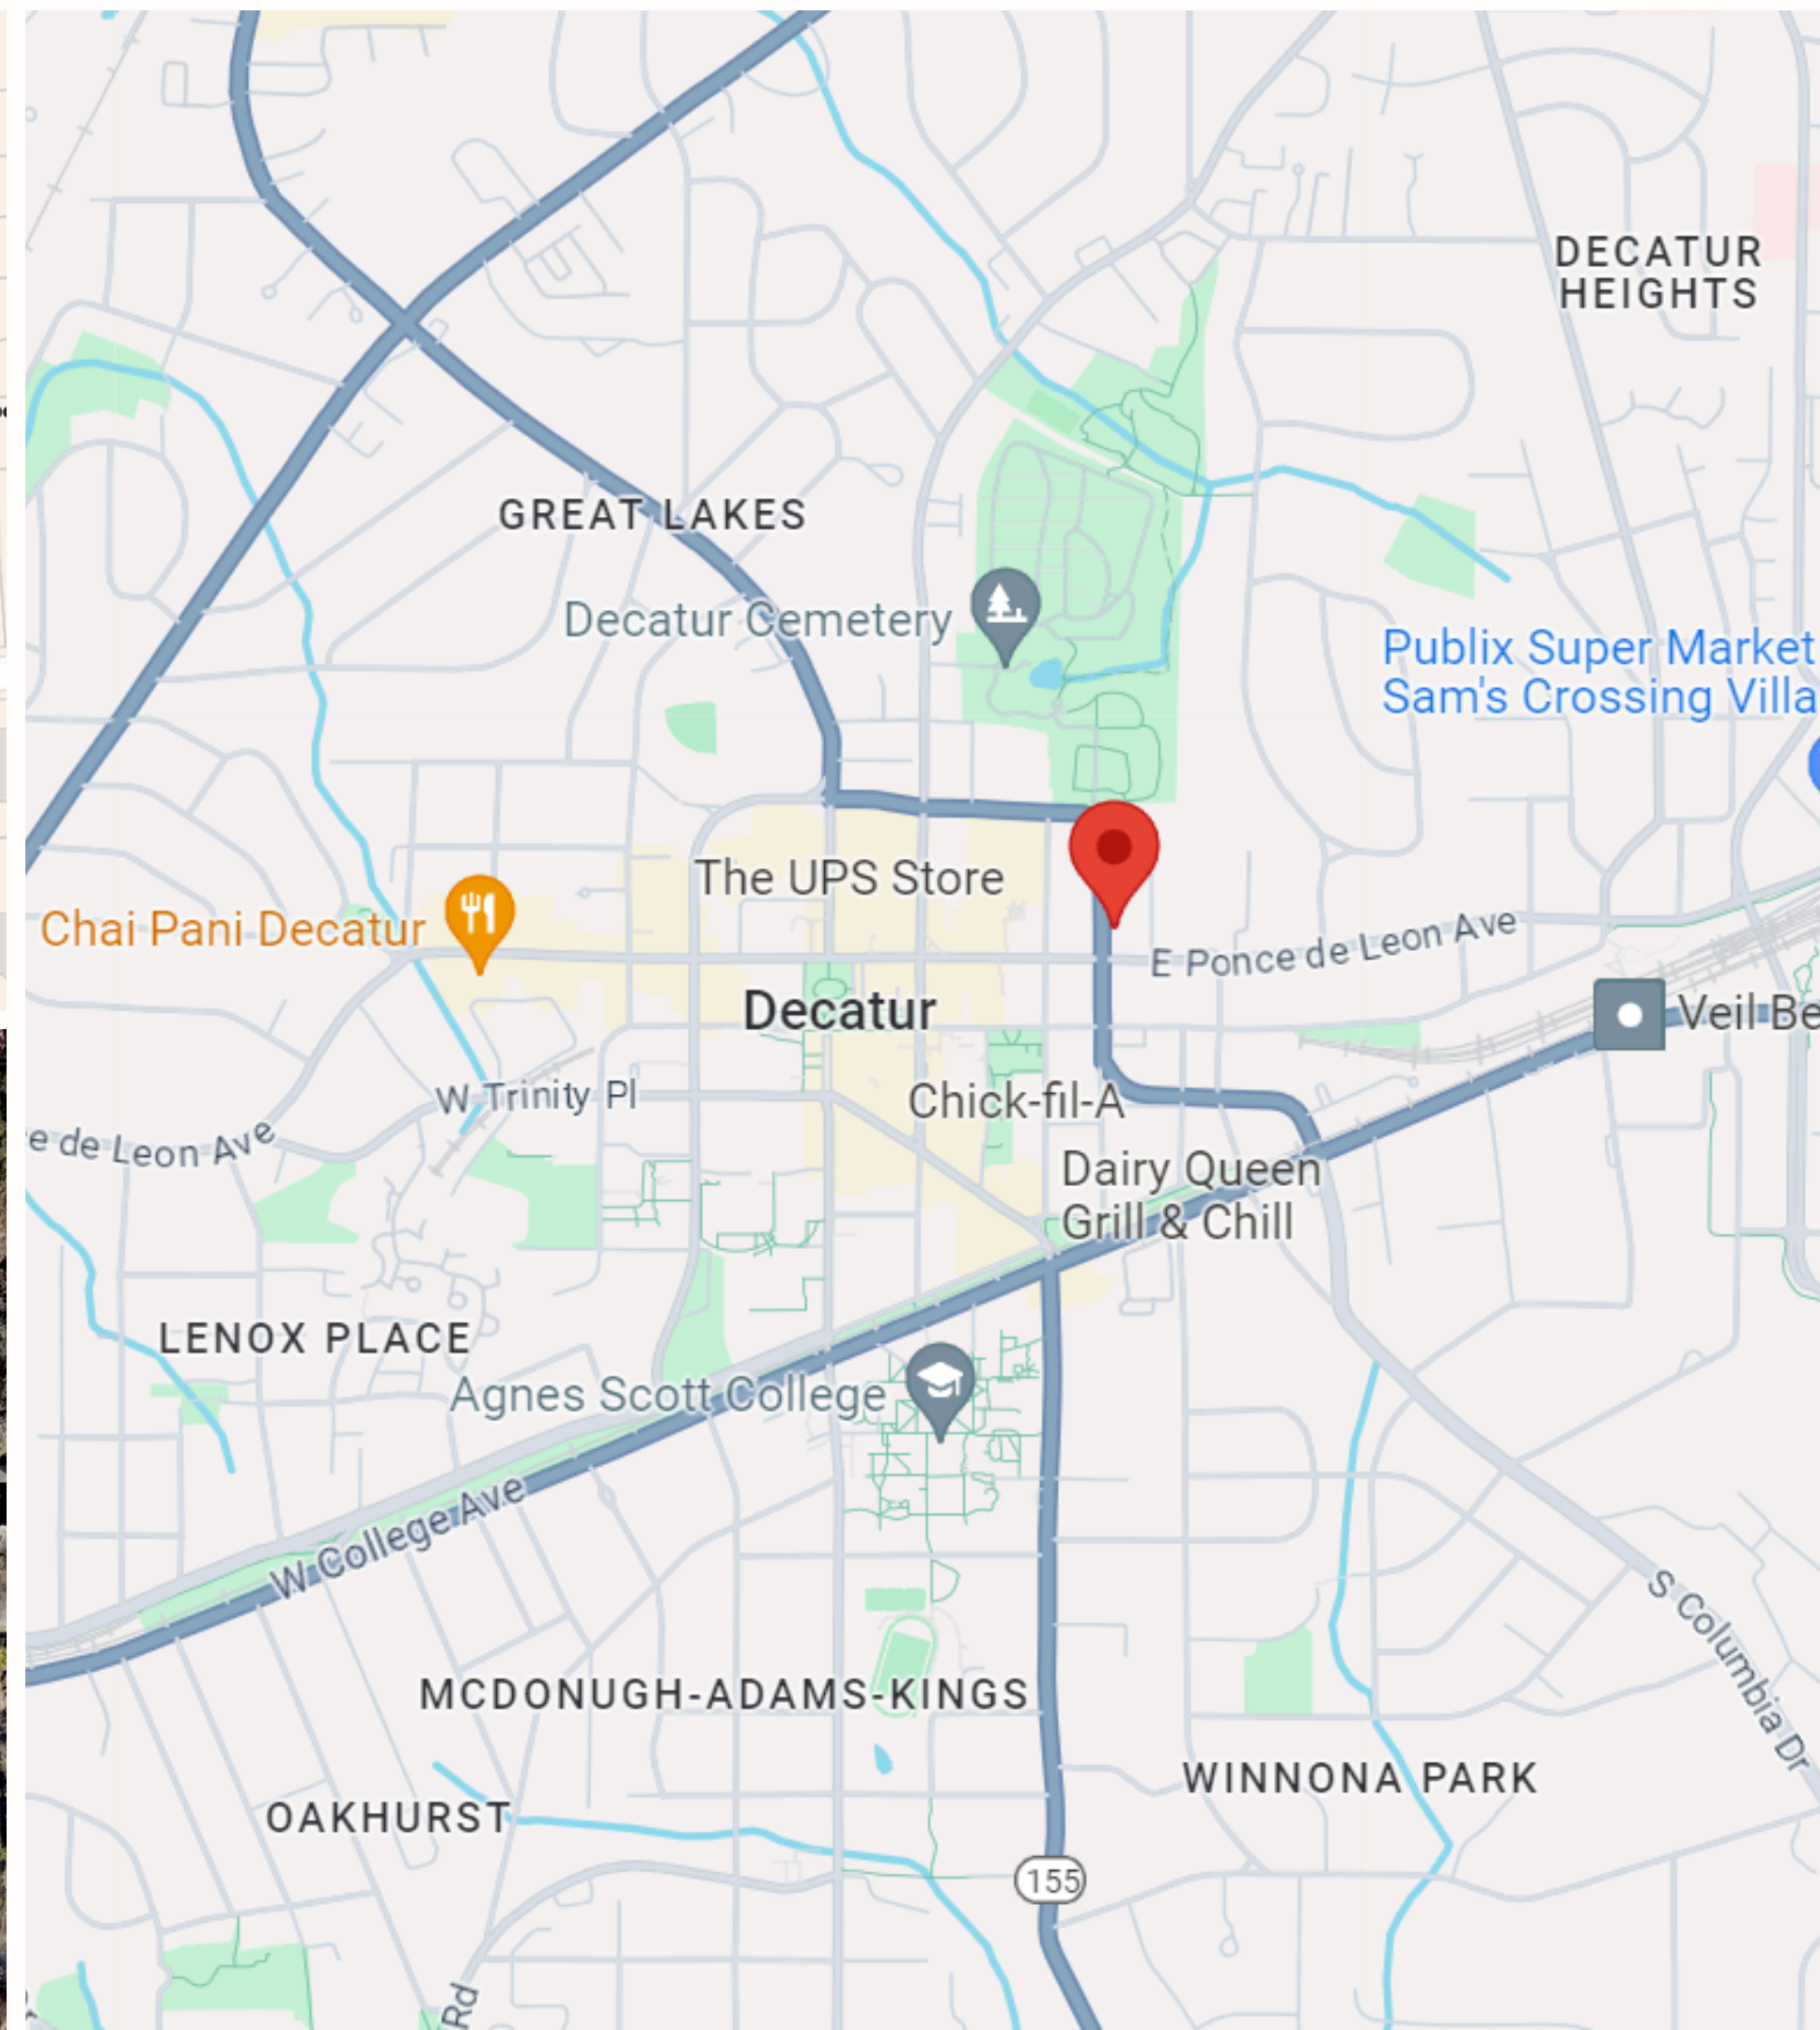 DECATUR
HEIGHTS
GREAT LAKES
Decatur Cemetery
Publix Super Market
Sam's Crossing Villa
The UPS Store
Chai Pani Decatur
E Ponce de Leon Ave
Decatur
Veil Be
W Trinity Pl
Chick-fil-A
e de Leon Ave
Dairy Queen
Grill & Chill
LENOX PLACE
Agnes Scott College
W College Ave
S Columbia Dr
MCDONUGH-ADAMS-KINGS
WINNONA PARK
OAKHURST
155
Rd